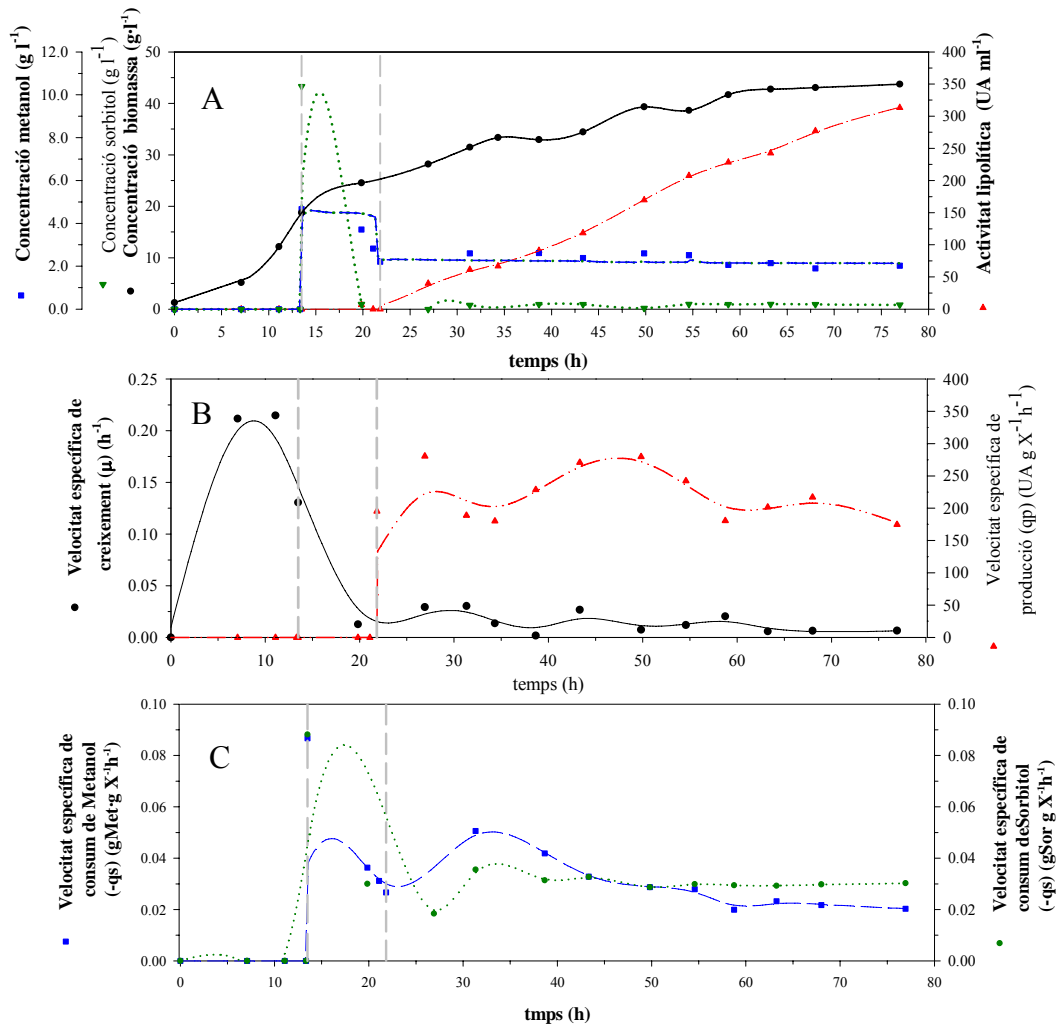 A
Concentració metanol (g l-1)
Concentració sorbitol (g l-1)
Concentració biomassa (g·l-1)
12.0
10.0
8.0
6.0
4.0
2.0
0.0
50
40
30
20
10
0
400
350
300
250
200
150
100
50
0
Activitat lipolítica (UA ml-1)
0 5 10 15 20 25 30 35 40 45 50 55 60 65 70 75 80
temps (h)
B
Velocitat específica de
creixement (μ) (h-1)
0.25
0.20
0.15
0.10
0.05
0.00
400
350
300
250
200
150
100
50
0
Velocitat específica de
producció (qp) (UA g X-1h-1)
0 10 20 30 40 50 60 70 80
temps (h)
C
Velocitat específica de
consum de Metanol
(-qs) (gMet·g X-1h-1)
0.10
0.08
0.06
0.04
0.02
0.00
0.10
0.08
0.06
0.04
0.02
0.00
Velocitat específica de
consum deSorbitol
(-qs) (gSor g X-1h-1)
0 10 20 30 40 50 60 70 80
tmps (h)